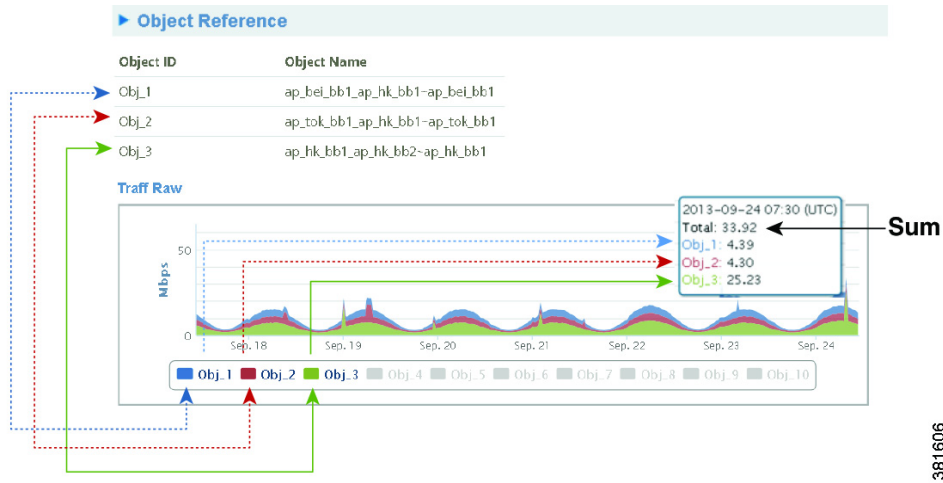 Object Reference
Object ID Object Name
Obj_1 ap_bei_bb1_ap_hk_bb1~ap_bei_bb1
Obj_2 ap_tok_bb1_ap_hk_bb1~ap_tok_bb1
Obj_3 ap_hk_bb1_ap_hk_bb2~ap_hk_bb1
Traff Raw
2013-09-24 07:30 (UTC)
Total: 33.92
Sum
Obj_1: 4.39
Obj_2: 4.30
Obj_3: 25.23
Mbps
50
0
Sep. 18 Sep. 19 Sep. 20 Sep. 21 Sep. 22 Sep. 23 Sep. 24
Obj_1 Obj_2 Obj_3 Obj_4 Obj_5 Obj_6 Obj_7 Obj_8 Obj_9 Obj_10
381606